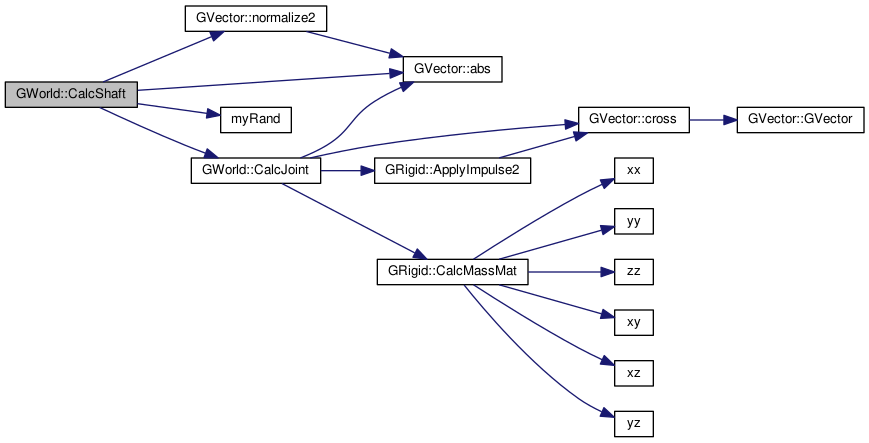 GVector::normalize2
GVector::abs
GWorld::CalcShaft
myRand
GVector::cross
GVector::GVector
GWorld::CalcJoint
GRigid::ApplyImpulse2
xx
yy
GRigid::CalcMassMat
zz
xy
xz
yz